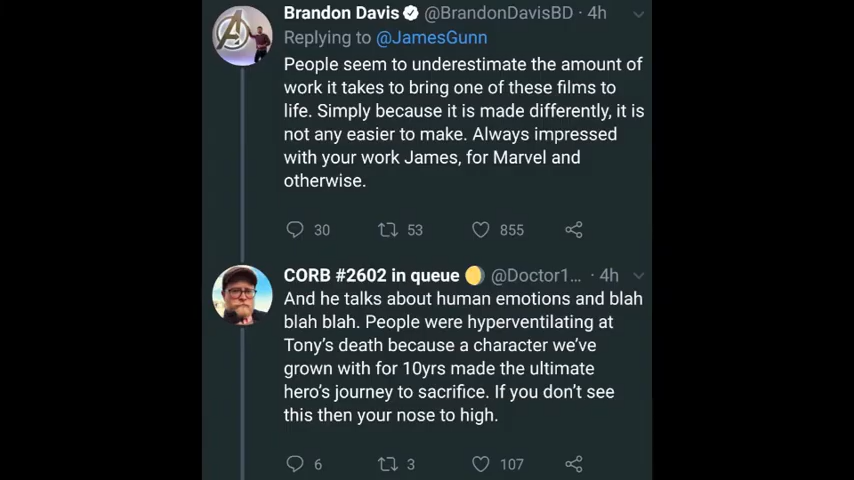 Brandon Davis @BrandonDavisBD · 4h
Replying to @JamesGunn
People seem to underestimate the amount of
work it takes to bring one of these films to
life. Simply because it is made differently, it is
not any easier to make. Always impressed
with your work James, for Marvel and
otherwise.
30 53 855
CORB #2602 in queue 🌖 @Doctor1... · 4h
And he talks about human emotions and blah
blah blah. People were hyperventilating at
Tony's death because a character we've
grown with for 10yrs made the ultimate
hero's journey to sacrifice. If you don't see
this then your nose to high.
6 3 107